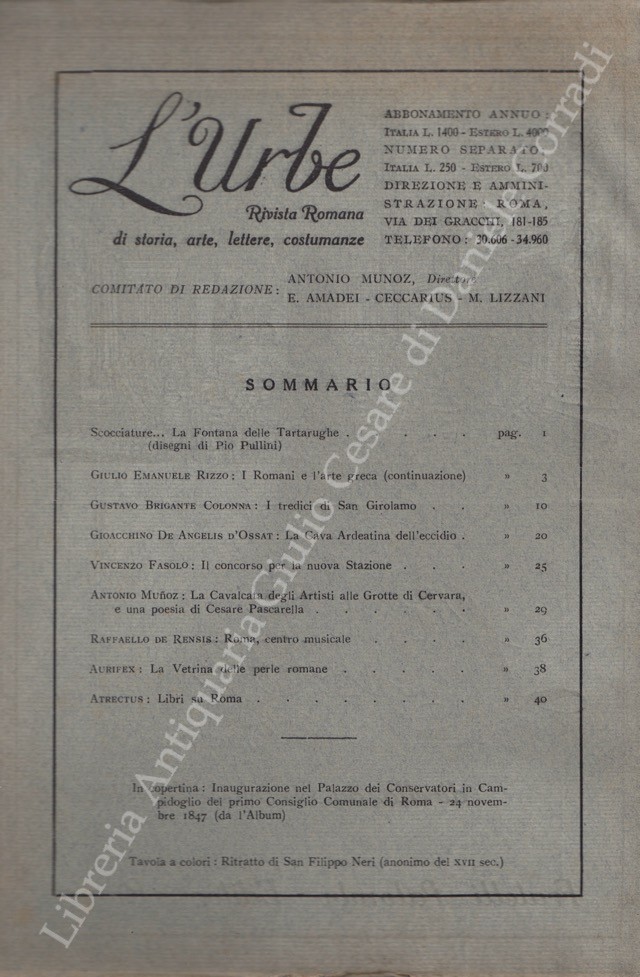 L'Urbe
Rivista Romana
di storia, arte, lettere, costumanze
ABBONAMENTO ANNUO:
ITALIA L. 1400 - ESTERO L. 4000
NUMERO SEPARATO:
ITALIA L. 250 - ESTERO L. 700
DIREZIONE E AMMINI-
STRAZIONE: ROMA,
VIA DEI GRACCHI, 181-185
TELEFONO: 30.606 - 34.960
COMITATO DI REDAZIONE: ANTONIO MUNOZ, Direttore
E. AMADEI - CECCARIUS - M. LIZZANI
SOMMARIO
Scocciature... La Fontana delle Tartarughe . . . . . pag. 1
(disegni di Pio Pullini)
GIULIO EMANUELE RIZZO: I Romani e l'arte greca (continuazione) » 3
GUSTAVO BRIGANTE COLONNA: I tredici di San Girolamo . . » 10
GIOACCHINO DE ANGELIS D'OSSAT: La Cava Ardeatina dell'eccidio . » 20
VINCENZO FASOLO: Il concorso per la nuova Stazione . . . » 25
ANTONIO MUÑOZ: La Cavalcata degli Artisti alle Grotte di Cervara,
e una poesia di Cesare Pascarella . . . . . » 29
RAFFAELLO DE RENSIS: Roma, centro musicale . . . . » 36
AURIFEX: La Vetrina delle perle romane . . . . . » 38
ATRECTUS: Libri su Roma . . . . . . . . » 40
In copertina: Inaugurazione nel Palazzo dei Conservatori in Cam-
pidoglio del primo Consiglio Comunale di Roma - 24 novem-
bre 1847 (da l'Album)
Tavola a colori: Ritratto di San Filippo Neri (anonimo del XVII sec.)
Libreria Antiquaria Giulio Cesare di Daniele Corradi